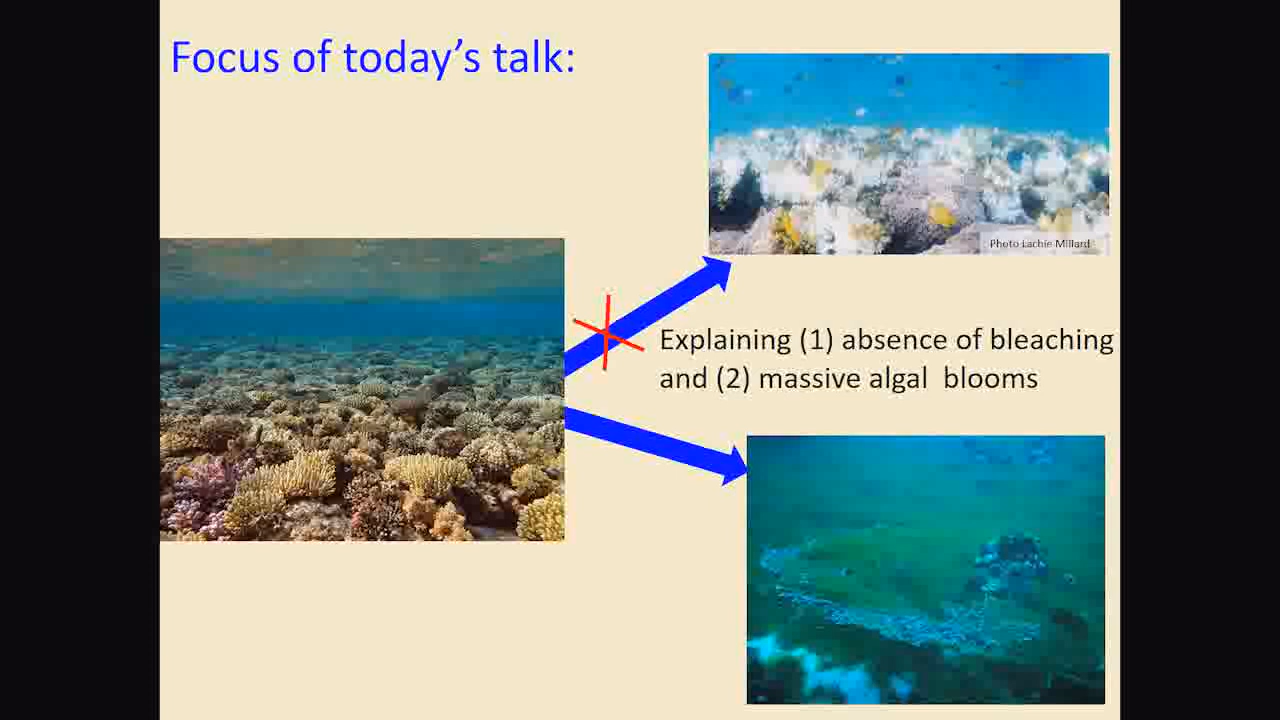 Focus of today's talk:
Photo Lachie Millard
Explaining (1) absence of bleaching
and (2) massive algal blooms